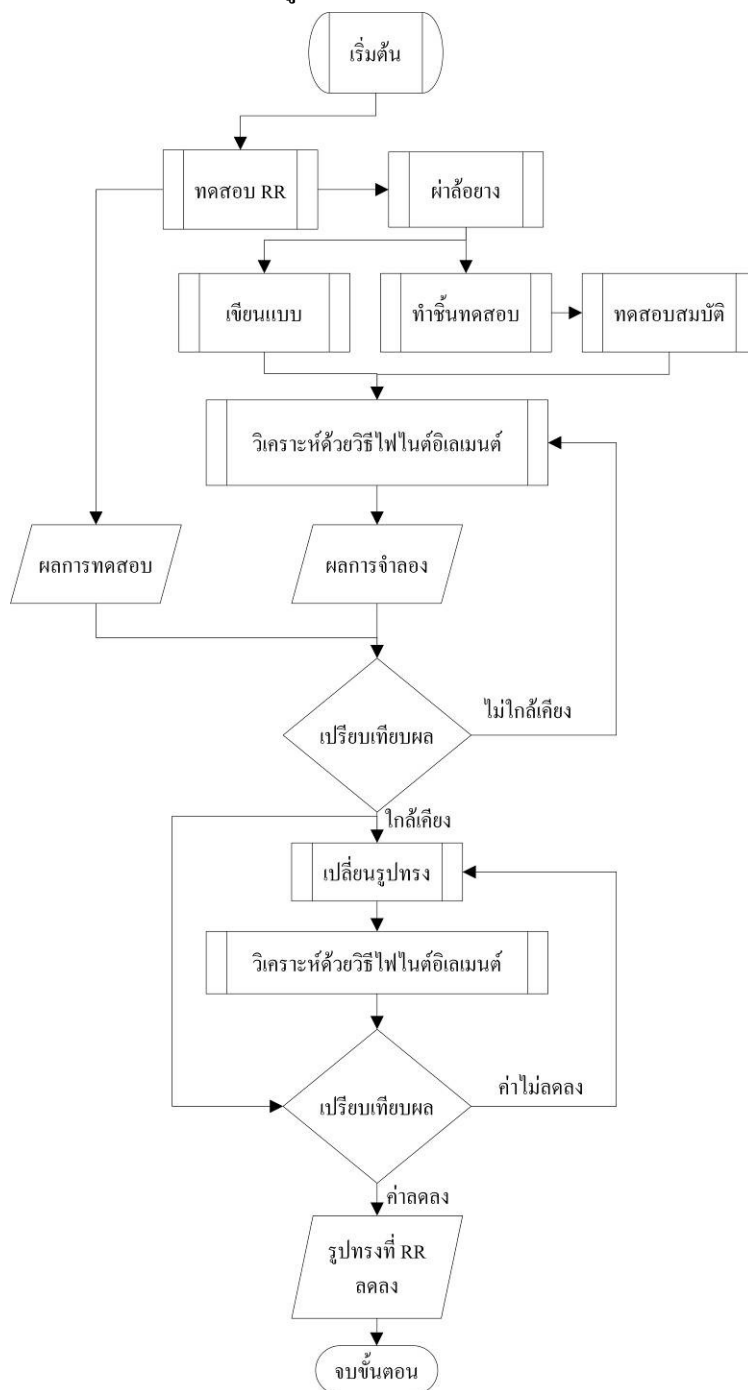 เริ่มต้น
ทดสอบ RR
ผ่าล้อยาง
เขียนแบบ
ทำชิ้นทดสอบ
ทดสอบสมบัติ
วิเคราะห์ด้วยวิธีไฟไนต์อิเลเมนต์
ผลการทดสอบ
ผลการจำลอง
ไม่ใกล้เคียง
เปรียบเทียบผล
ใกล้เคียง
เปลี่ยนรูปทรง
วิเคราะห์ด้วยวิธีไฟไนต์อิเลเมนต์
ค่าไม่ลดลง
เปรียบเทียบผล
ค่าลดลง
รูปทรงที่ RR
ลดลง
จบขั้นตอน